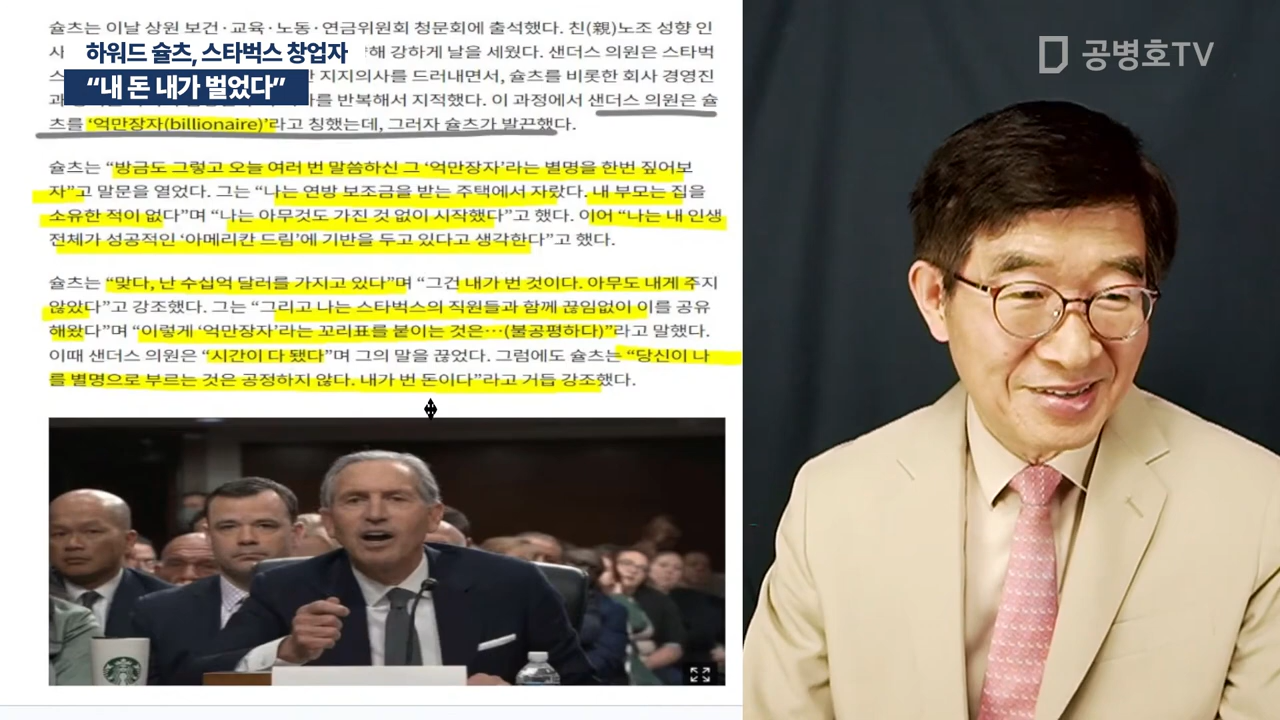 슐츠는 이날 상원 보건·교육·노동·연금위원회 청문회에 출석했다. 친(親)노조 성향 인
사 해 강하게 날을 세웠다. 샌더스 의원은 스타벅
하워드 슐츠, 스타벅스 창업자
스 한 지지의사를 드러내면서, 슐츠를 비롯한 회사 경영진
“내 돈 내가 벌었다”
과 를 반복해서 지적했다. 이 과정에서 샌더스 의원은 슐
츠를 ‘억만장자(billionaire)’라고 칭했는데, 그러자 슐츠가 발끈했다.
슐츠는 “방금도 그렇고 오늘 여러 번 말씀하신 그 ‘억만장자’라는 별명을 한번 짚어보
자”고 말문을 열었다. 그는 “나는 연방 보조금을 받는 주택에서 자랐다. 내 부모는 집을
소유한 적이 없다”며 “나는 아무것도 가진 것 없이 시작했다”고 했다. 이어 “나는 내 인생
전체가 성공적인 ‘아메리칸 드림’에 기반을 두고 있다고 생각한다”고 했다.
슐츠는 “맞다, 난 수십억 달러를 가지고 있다”며 “그건 내가 번 것이다. 아무도 내게 주지
않았다”고 강조했다. 그는 “그리고 나는 스타벅스의 직원들과 함께 끊임없이 이를 공유
해왔다”며 “이렇게 ‘억만장자’라는 꼬리표를 붙이는 것은…(불공평하다)”라고 말했다.
이때 샌더스 의원은 “시간이 다 됐다”며 그의 말을 끊었다. 그럼에도 슐츠는 “당신이 나
를 별명으로 부르는 것은 공정하지 않다. 내가 번 돈이다”라고 거듭 강조했다.
공병호TV